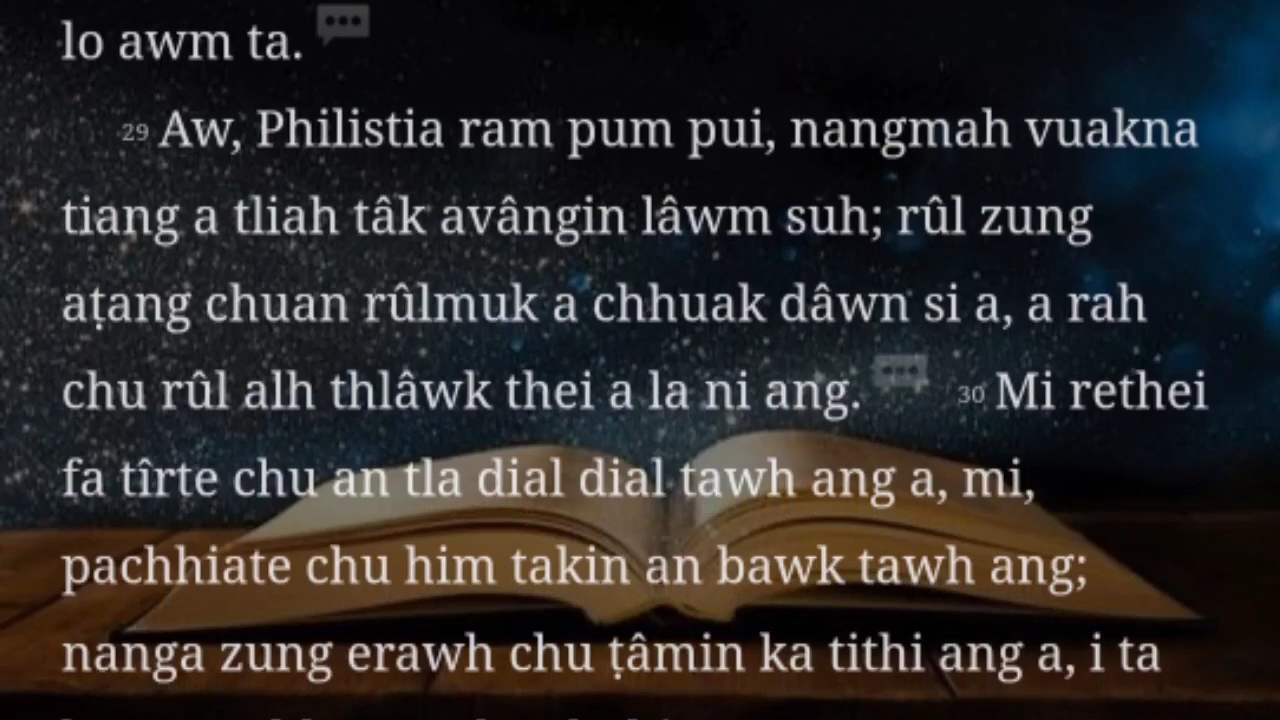 lo awm ta.
29 Aw, Philistia ram pum pui, nangmah vuakna
tiang a tliah tâk avângin lâwm suh; rûl zung
aṭang chuan rûlmuk a chhuak dâwn si a, a rah
chu rûl alh thlâwk thei a la ni ang. 30 Mi rethei
fa tîrte chu an tla dial dial tawh ang a, mi,
pachhiate chu him takin an bawk tawh ang;
nanga zung erawh chu ṭâmin ka tithi ang a, i ta